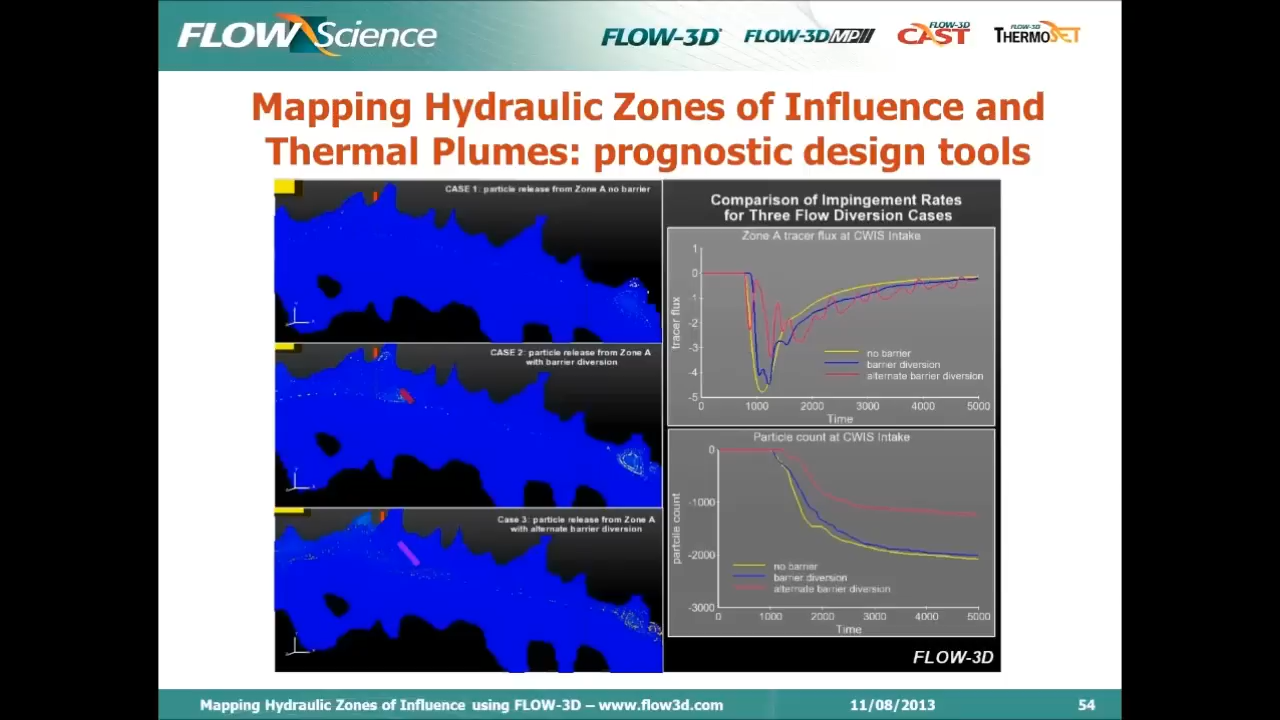 FLOW Science
FLOW-3D
FLOW-3D MP
FLOW-3D CAST
FLOW-3D THERMOSET
Mapping Hydraulic Zones of Influence and
Thermal Plumes: prognostic design tools
CASE 1: particle release from Zone A no barrier
CASE 2: particle release from Zone A
with barrier diversion
Case 3: particle release from Zone A
with alternate barrier diversion
Comparison of Impingement Rates
for Three Flow Diversion Cases
Zone A tracer flux at CWIS Intake
1
0
-1
-2
-3
-4
-5
tracer flux
no barrier
barrier diversion
alternate barrier diversion
0 1000 2000 3000 4000 5000
Time
Particle count at CWIS Intake
0
-1000
-2000
-3000
partcile count
no barrier
barrier diversion
alternate barrier diversion
0 1000 2000 3000 4000 5000
Time
FLOW-3D
Mapping Hydraulic Zones of Influence using FLOW-3D – www.flow3d.com 11/08/2013 54